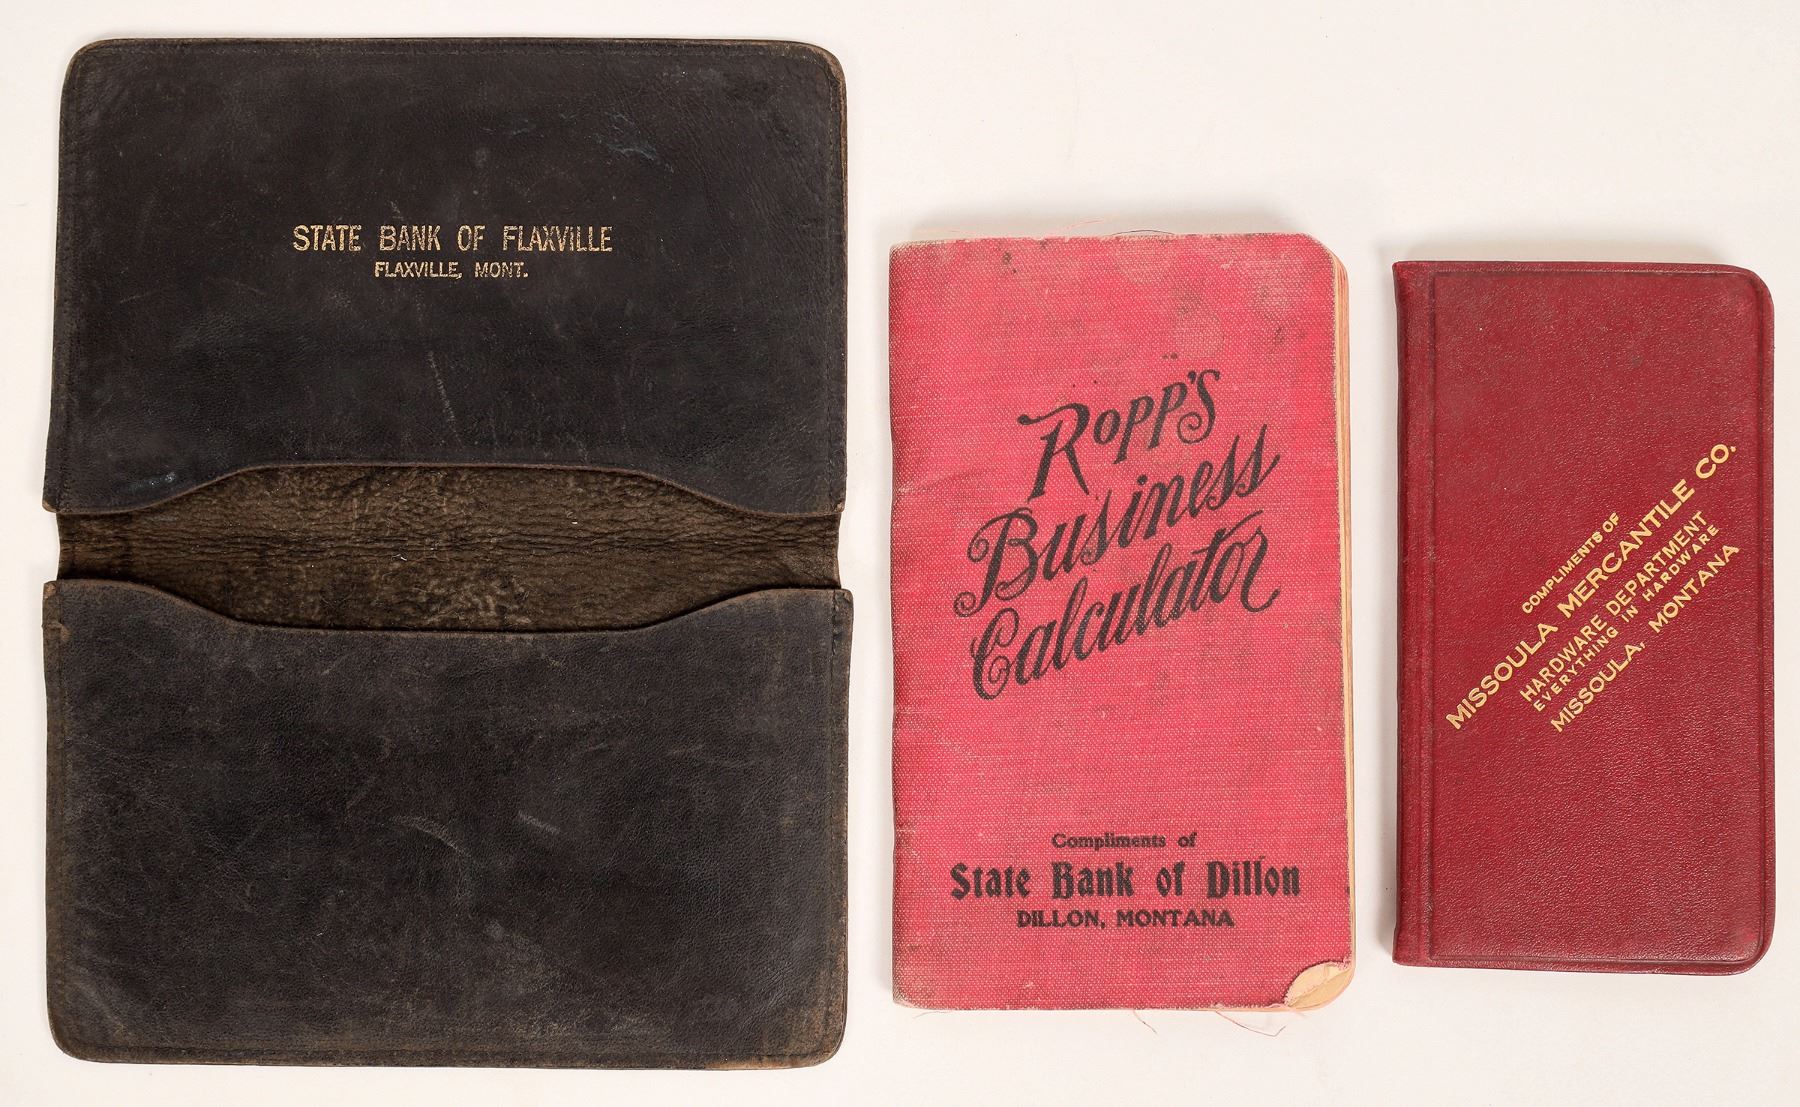 STATE BANK OF FLAXVILLE
FLAXVILLE, MONT.
ROPP'S
Business
Calculator
Compliments of
State Bank of Dillon
DILLON, MONTANA
COMPLIMENTS OF
MISSOULA MERCANTILE CO.
HARDWARE DEPARTMENT
EVERYTHING IN HARDWARE
MISSOULA, MONTANA